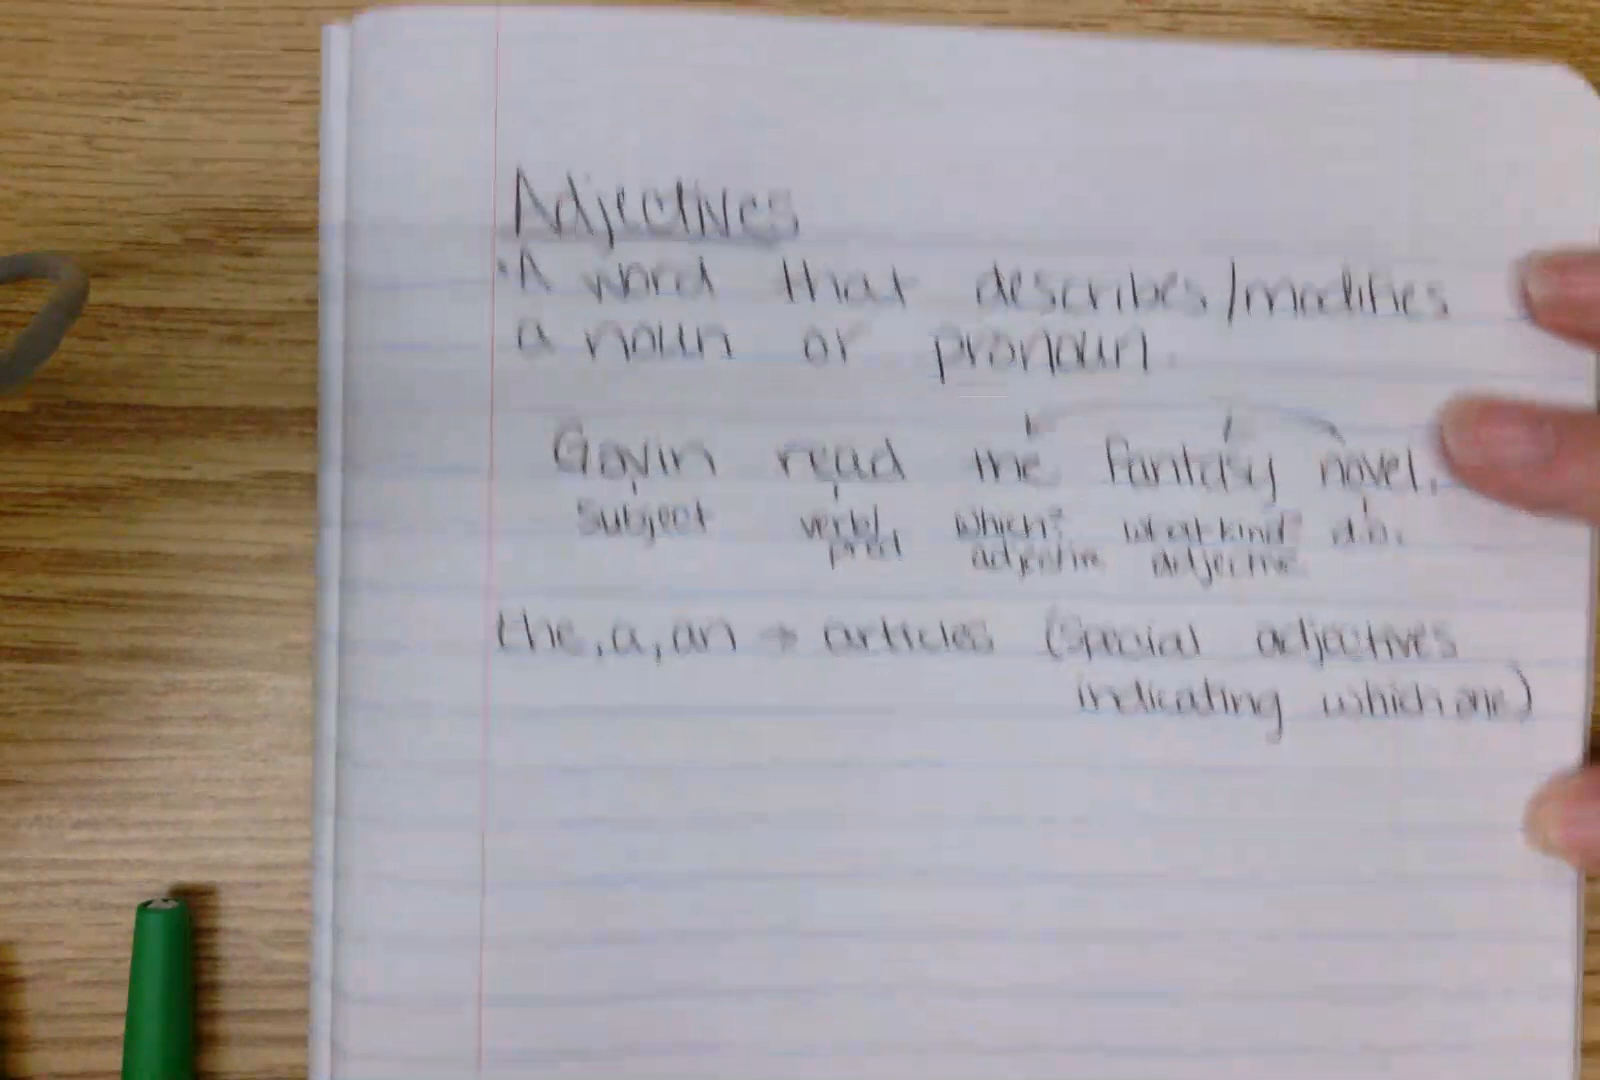 Adjectives
· A word that describes/modifies
a noun or pronoun.
Gavin read the fantasy novel.
subject verb/ which? what kind? d.o.
pred adjective adjective
the, a, an → articles (special adjectives
indicating which one)